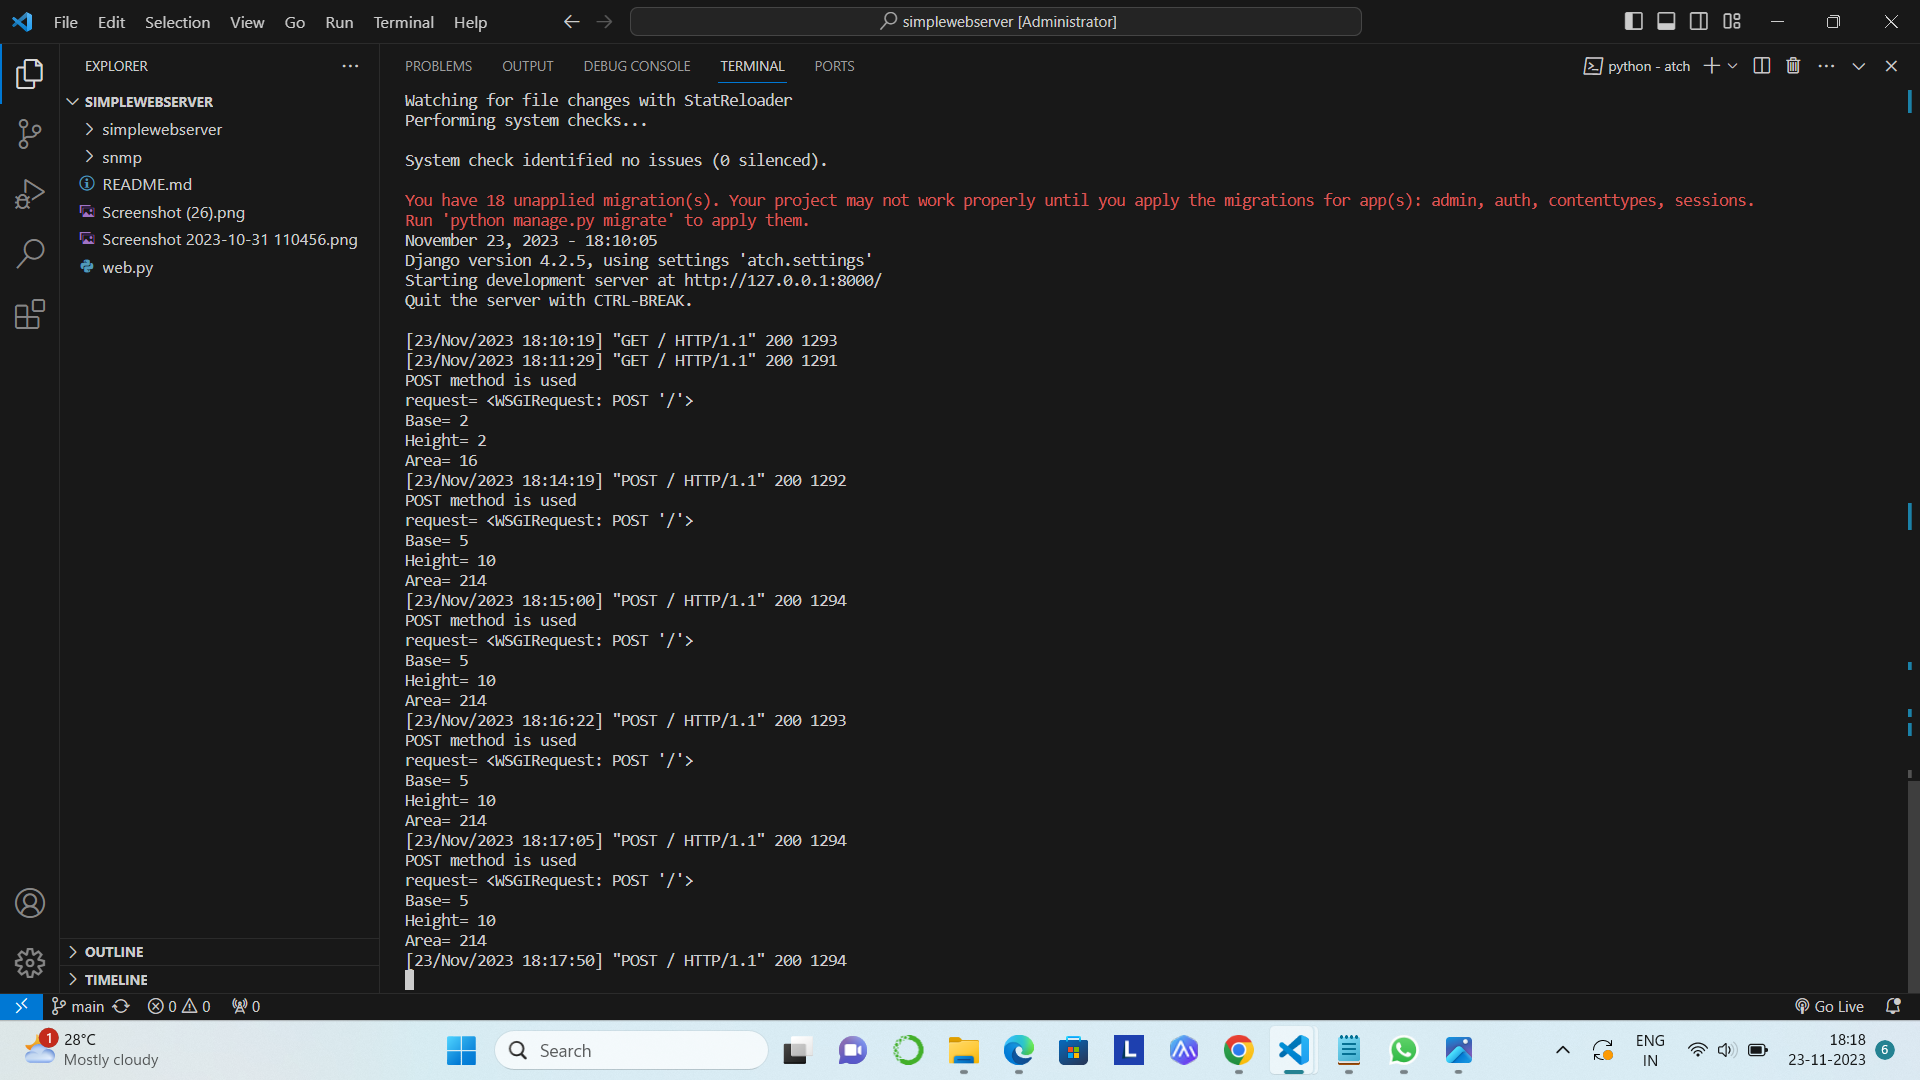 File Edit Selection View Go Run Terminal Help
simplewebserver [Administrator]
EXPLORER
SIMPLEWEBSERVER
simplewebserver
snmp
README.md
Screenshot (26).png
Screenshot 2023-10-31 110456.png
web.py
OUTLINE
TIMELINE
PROBLEMS OUTPUT DEBUG CONSOLE TERMINAL PORTS
python - atch
Watching for file changes with StatReloader
Performing system checks...
System check identified no issues (0 silenced).
You have 18 unapplied migration(s). Your project may not work properly until you apply the migrations for app(s): admin, auth, contenttypes, sessions.
Run 'python manage.py migrate' to apply them.
November 23, 2023 - 18:10:05
Django version 4.2.5, using settings 'atch.settings'
Starting development server at http://127.0.0.1:8000/
Quit the server with CTRL-BREAK.
[23/Nov/2023 18:10:19] "GET / HTTP/1.1" 200 1293
[23/Nov/2023 18:11:29] "GET / HTTP/1.1" 200 1291
POST method is used
request= <WSGIRequest: POST '/'>
Base= 2
Height= 2
Area= 16
[23/Nov/2023 18:14:19] "POST / HTTP/1.1" 200 1292
POST method is used
request= <WSGIRequest: POST '/'>
Base= 5
Height= 10
Area= 214
[23/Nov/2023 18:15:00] "POST / HTTP/1.1" 200 1294
POST method is used
request= <WSGIRequest: POST '/'>
Base= 5
Height= 10
Area= 214
[23/Nov/2023 18:16:22] "POST / HTTP/1.1" 200 1293
POST method is used
request= <WSGIRequest: POST '/'>
Base= 5
Height= 10
Area= 214
[23/Nov/2023 18:17:05] "POST / HTTP/1.1" 200 1294
POST method is used
request= <WSGIRequest: POST '/'>
Base= 5
Height= 10
Area= 214
[23/Nov/2023 18:17:50] "POST / HTTP/1.1" 200 1294
main 0 0 0
Go Live
1
28°C
Mostly cloudy
Search
L
ENG
IN
18:18
23-11-2023
6